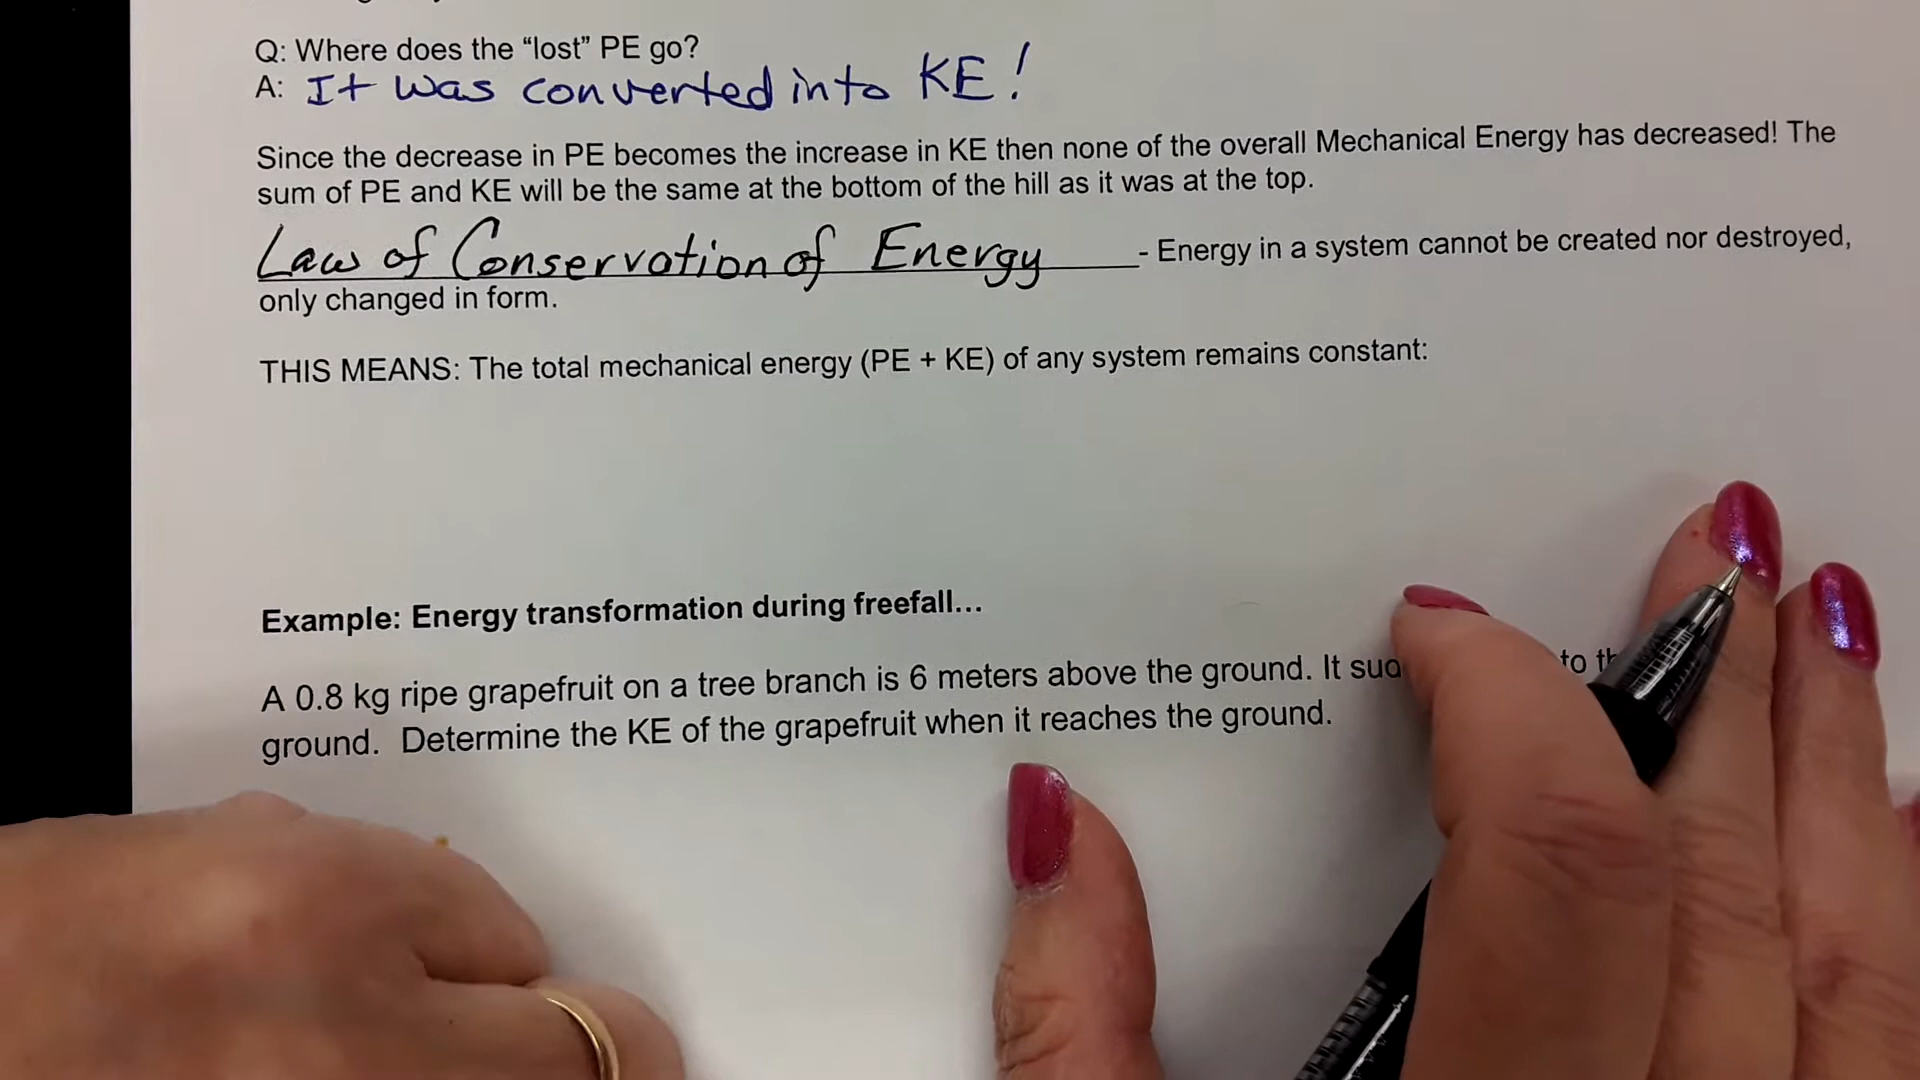 Q: Where does the “lost” PE go?
A: It was converted into KE!
Since the decrease in PE becomes the increase in KE then none of the overall Mechanical Energy has decreased! The
sum of PE and KE will be the same at the bottom of the hill as it was at the top.
Law of Conservation of Energy - Energy in a system cannot be created nor destroyed,
only changed in form.
THIS MEANS: The total mechanical energy (PE + KE) of any system remains constant:
Example: Energy transformation during freefall...
A 0.8 kg ripe grapefruit on a tree branch is 6 meters above the ground. It to
ground. Determine the KE of the grapefruit when it reaches the ground.